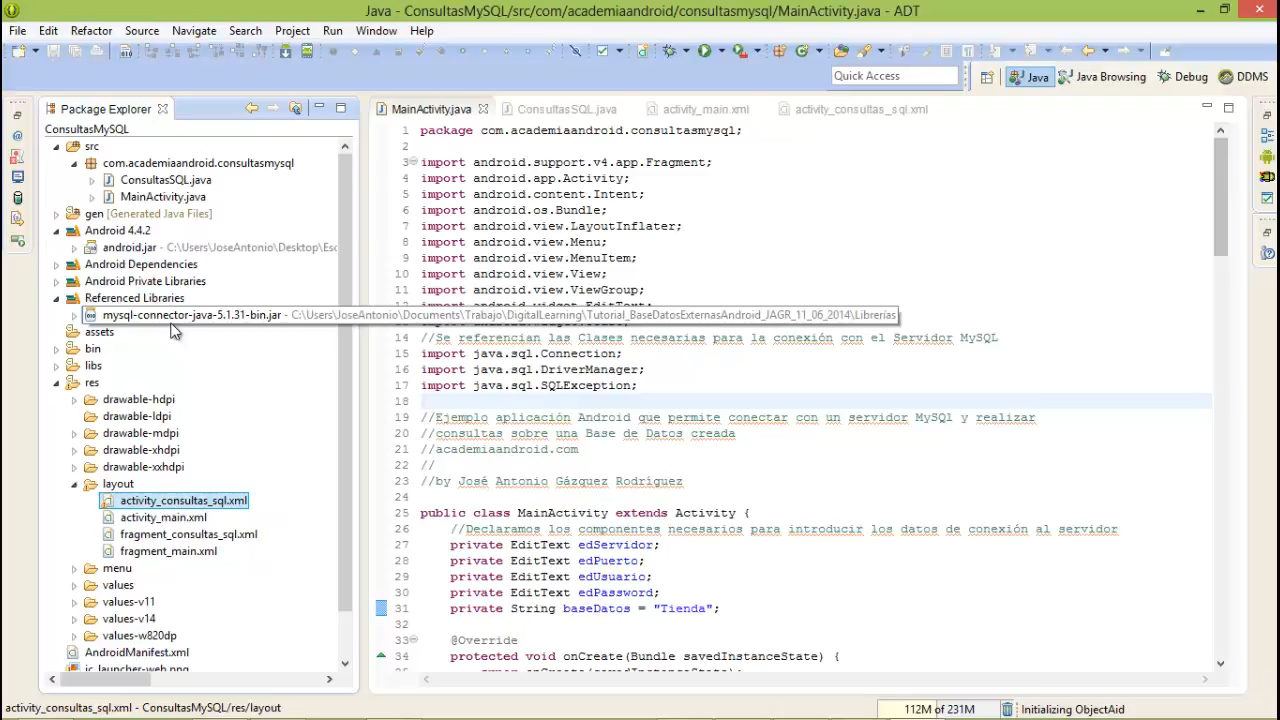 Java - ConsultasMySQL/src/com/academiaandroid/consultasmysql/MainActivity.java - ADT
File Edit Refactor Source Navigate Search Project Run Window Help
Quick Access
Java Java Browsing Debug DDMS
Package Explorer
ConsultasMySQL
src
com.academiaandroid.consultasmysql
ConsultasSQL.java
MainActivity.java
gen [Generated Java Files]
Android 4.4.2
android.jar - C:\Users\JoseAntonio\Desktop\Esc
Android Dependencies
Android Private Libraries
Referenced Libraries
mysql-connector-java-5.1.31-bin.jar - C:\Users\JoseAntonio\Documents\Trabajo\DigitalLearning\Tutorial_BaseDatosExternasAndroid_JAGR_11_06_2014\Librerias
assets
bin
libs
res
drawable-hdpi
drawable-ldpi
drawable-mdpi
drawable-xhdpi
drawable-xxhdpi
layout
activity_consultas_sql.xml
activity_main.xml
fragment_consultas_sql.xml
fragment_main.xml
menu
values
values-v11
values-v14
values-w820dp
AndroidManifest.xml
ic_launcher-web.png
MainActivity.java ConsultasSQL.java activity_main.xml activity_consultas_sql.xml
1 package com.academiaandroid.consultasmysql;
2
3 import android.support.v4.app.Fragment;
4 import android.app.Activity;
5 import android.content.Intent;
6 import android.os.Bundle;
7 import android.view.LayoutInflater;
8 import android.view.Menu;
9 import android.view.MenuItem;
10 import android.view.View;
11 import android.view.ViewGroup;
12 import android.widget.EditText;
14 //Se referencian las Clases necesarias para la conexión con el Servidor MySQL
15 import java.sql.Connection;
16 import java.sql.DriverManager;
17 import java.sql.SQLException;
18
19 //Ejemplo aplicación Android que permite conectar con un servidor MySQl y realizar
20 //consultas sobre una Base de Datos creada
21 //academiaandroid.com
22 //
23 //by José Antonio Gázquez Rodríguez
24
25 public class MainActivity extends Activity {
26 //Declaramos los componentes necesarios para introducir los datos de conexión al servidor
27 private EditText edServidor;
28 private EditText edPuerto;
29 private EditText edUsuario;
30 private EditText edPassword;
31 private String baseDatos = "Tienda";
32
33 @Override
34 protected void onCreate(Bundle savedInstanceState) {
activity_consultas_sql.xml - ConsultasMySQL/res/layout
112M of 231M
Initializing ObjectAid